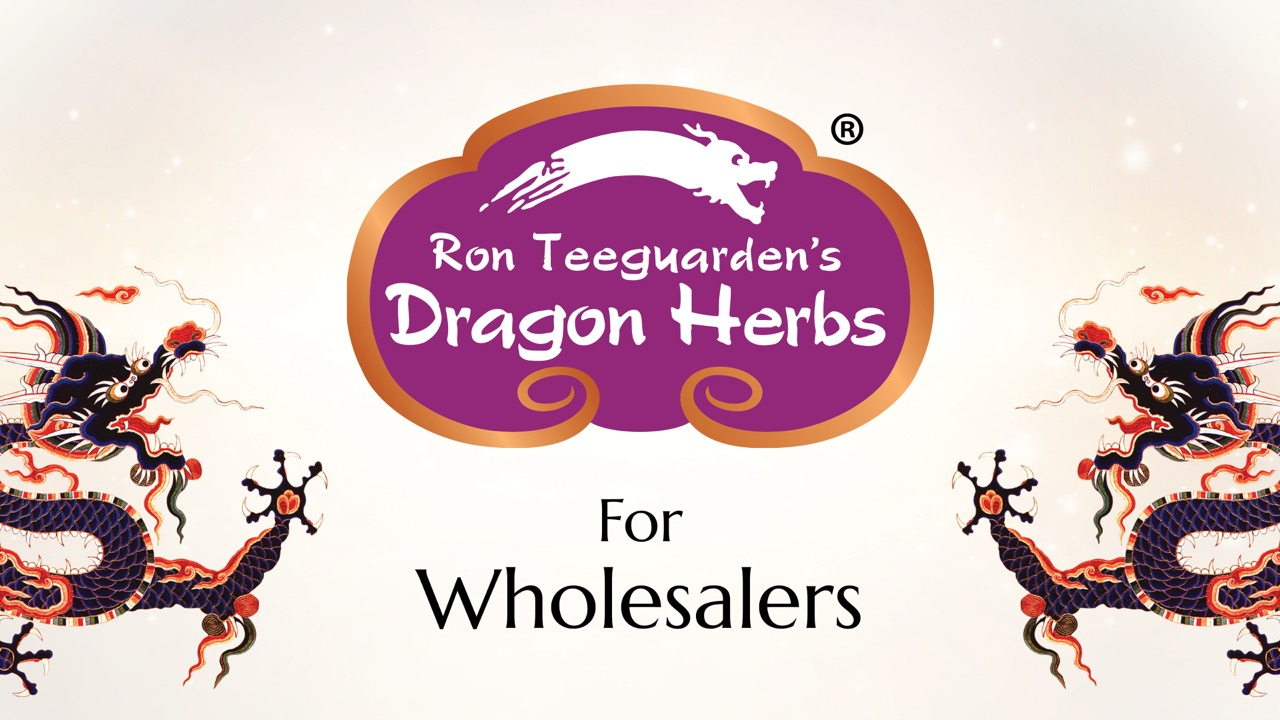 ®
Ron Teeguarden's
Dragon Herbs
For
Wholesalers